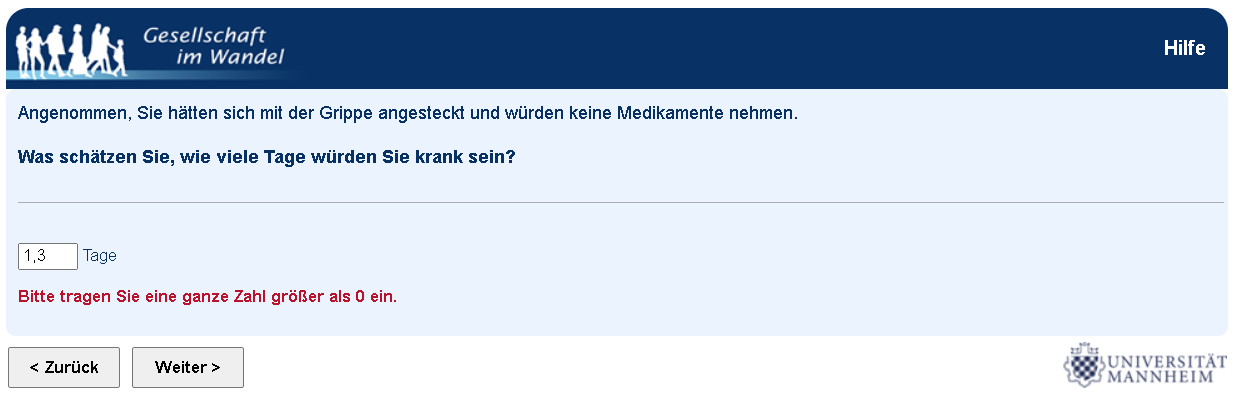 Gesellschaft
im Wandel
Hilfe
Angenommen, Sie hätten sich mit der Grippe angesteckt und würden keine Medikamente nehmen.
Was schätzen Sie, wie viele Tage würden Sie krank sein?
1,3 Tage
Bitte tragen Sie eine ganze Zahl größer als 0 ein.
< Zurück Weiter >
UNIVERSITÄT
MANNHEIM